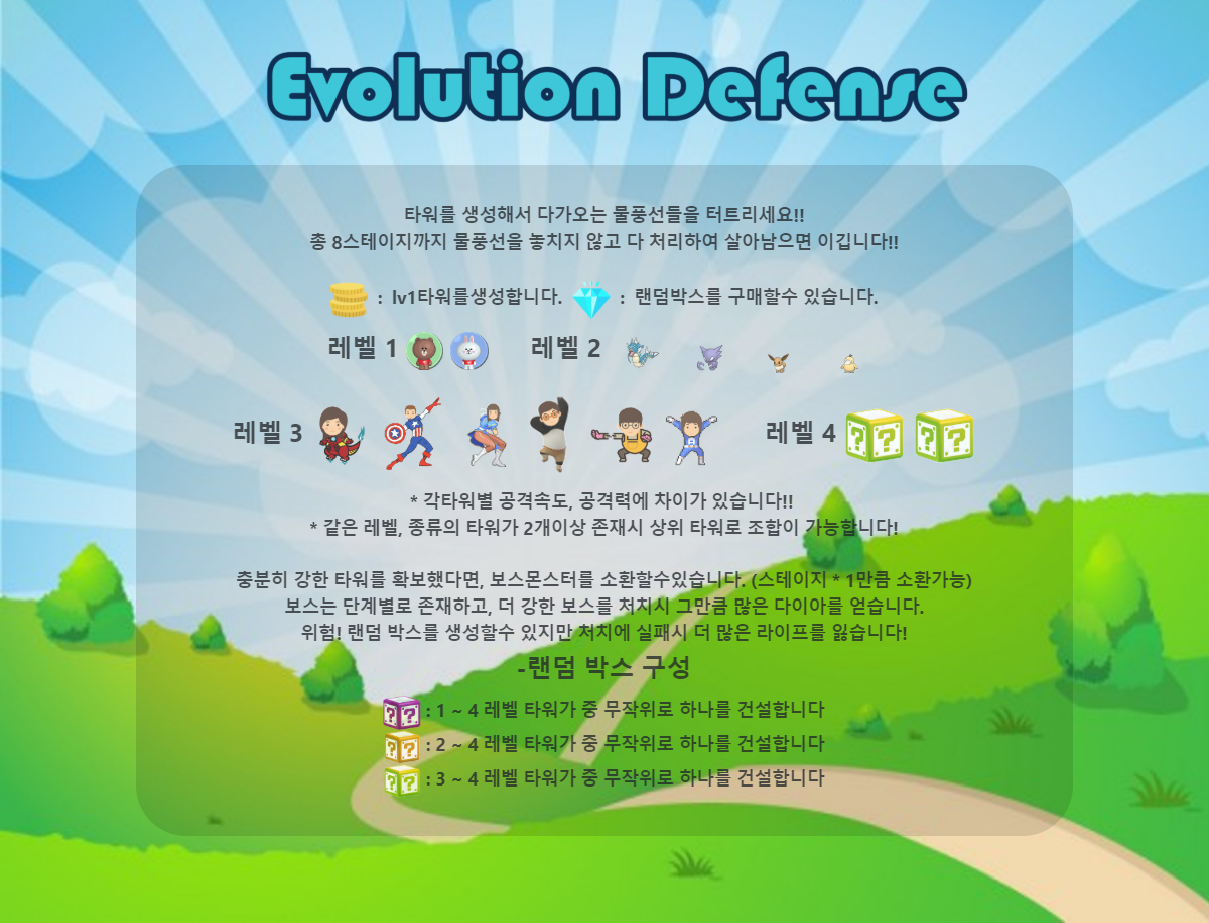 Evolution Defense
타워를 생성해서 다가오는 물풍선들을 터트리세요!!
총 8스테이지까지 물풍선을 놓치지 않고 다 처리하여 살아남으면 이깁니다!!
: lv1타워를생성합니다. : 랜덤박스를 구매할수 있습니다.
레벨 1 레벨 2
레벨 3 레벨 4
* 각타워별 공격속도, 공격력에 차이가 있습니다!!
* 같은 레벨, 종류의 타워가 2개이상 존재시 상위 타워로 조합이 가능합니다!
충분히 강한 타워를 확보했다면, 보스몬스터를 소환할수있습니다. (스테이지 * 1만큼 소환가능)
보스는 단계별로 존재하고, 더 강한 보스를 처치시 그만큼 많은 다이아를 얻습니다.
위험! 랜덤 박스를 생성할수 있지만 처치에 실패시 더 많은 라이프를 잃습니다!
-랜덤 박스 구성
? ? : 1 ~ 4 레벨 타워가 중 무작위로 하나를 건설합니다
? ? : 2 ~ 4 레벨 타워가 중 무작위로 하나를 건설합니다
? ? : 3 ~ 4 레벨 타워가 중 무작위로 하나를 건설합니다